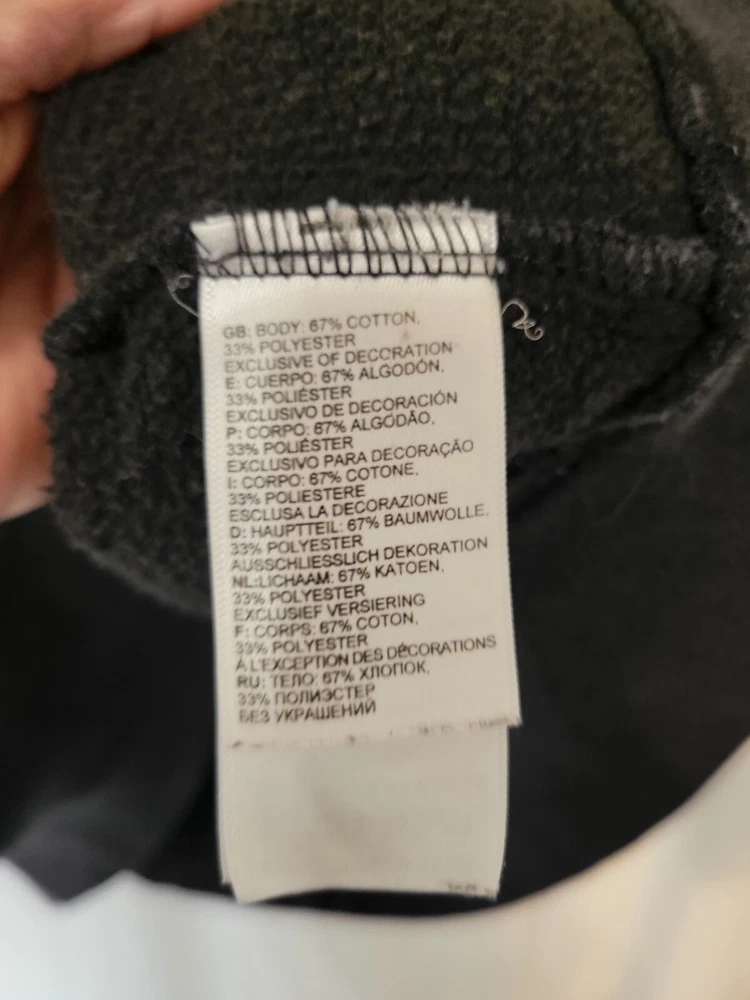 GB: BODY: 67% COTTON,
33% POLYESTER
EXCLUSIVE OF DECORATION
E: CUERPO: 67% ALGODÓN,
33% POLIÉSTER
EXCLUSIVO DE DECORACIÓN
P: CORPO: 67% ALGODÃO,
33% POLIÉSTER
EXCLUSIVO PARA DECORAÇÃO
I: CORPO: 67% COTONE,
33% POLIESTERE
ESCLUSA LA DECORAZIONE
D: HAUPTTEIL: 67% BAUMWOLLE,
33% POLYESTER
AUSSCHLIESSLICH DEKORATION
NL:LICHAAM: 67% KATOEN,
33% POLYESTER
EXCLUSIEF VERSIERING
F: CORPS: 67% COTON,
33% POLYESTER
À L'EXCEPTION DES DÉCORATIONS
RU: ТЕЛО: 67% ХЛОПОК,
33% ПОЛИЭСТЕР
БЕЗ УКРАШЕНИЙ